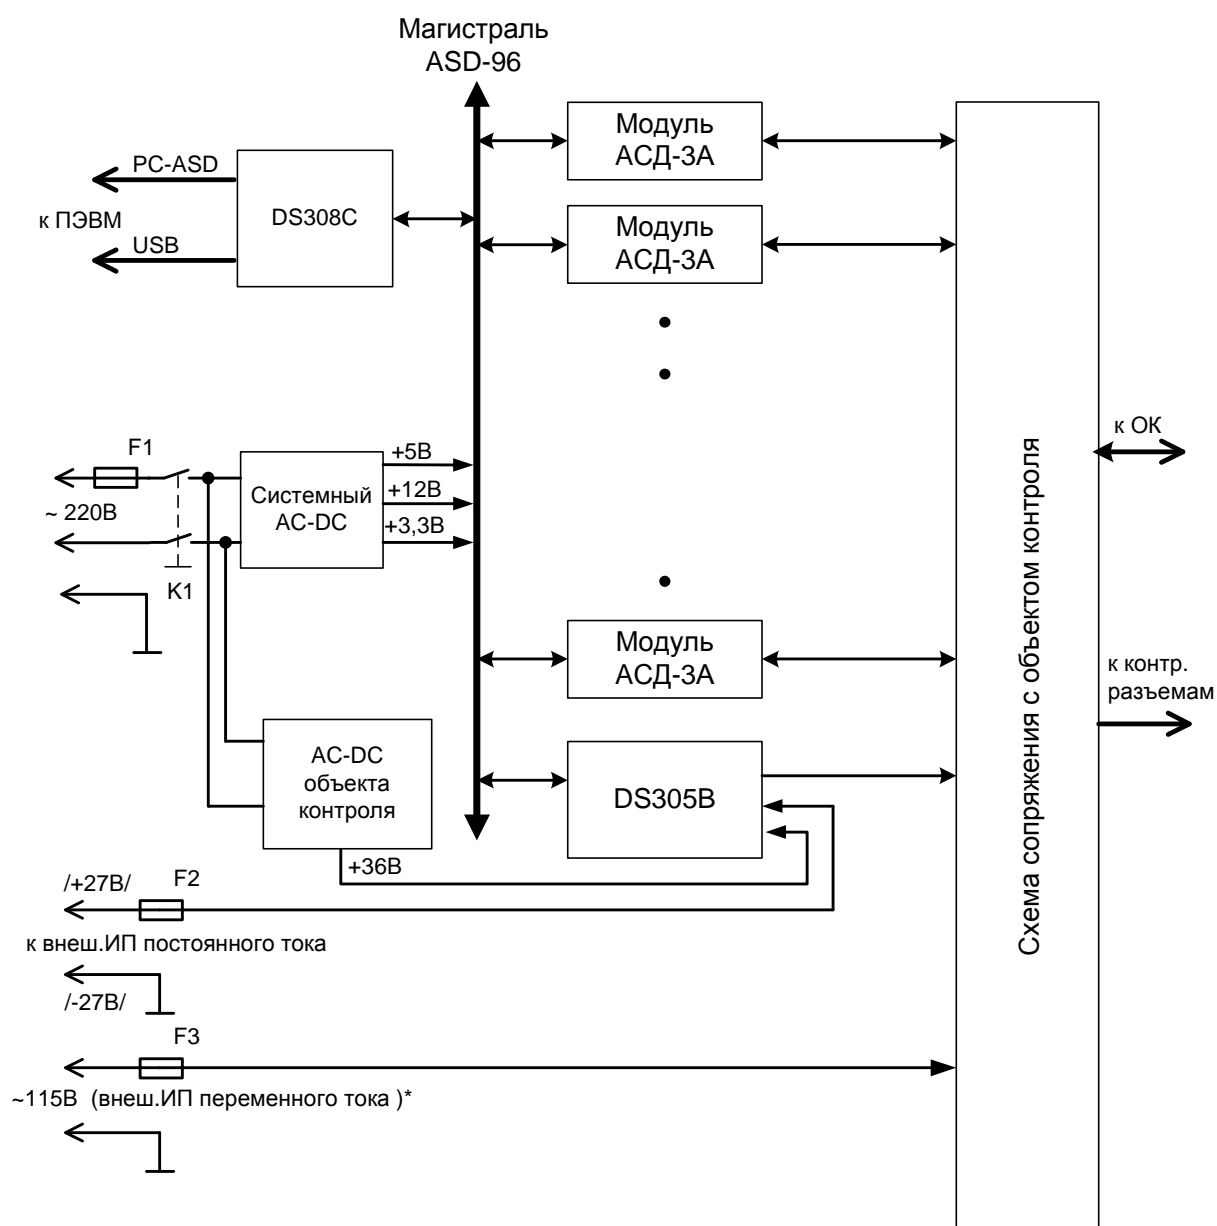 Магистраль
ASD-96
PC-ASD
к ПЭВМ
USB
DS308C
Модуль
АСД-3А
Модуль
АСД-3А
F1
~ 220В
K1
Системный
AC-DC
+5В
+12В
+3,3В
Модуль
АСД-3А
AC-DC
объекта
контроля
+36В
DS305B
/+27В/
F2
к внеш.ИП постоянного тока
/-27В/
F3
~115В (внеш.ИП переменного тока )*
Схема сопряжения с объектом контроля
к ОК
к контр.
разъемам